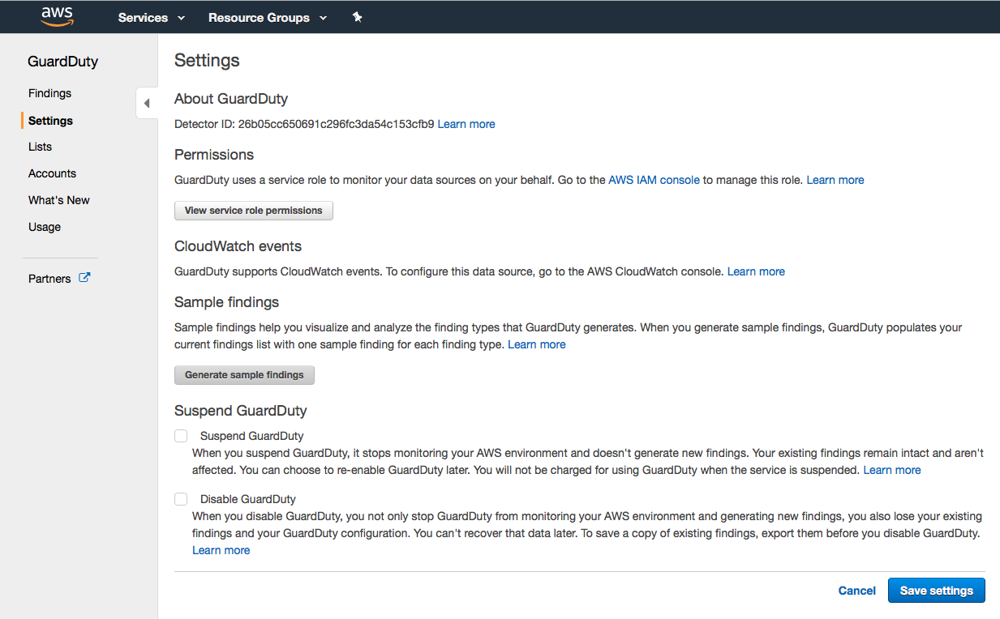 aws Services Resource Groups
GuardDuty
Findings
Settings
Lists
Accounts
What's New
Usage
Partners
Settings
About GuardDuty
Detector ID: 26b05cc650691c296fc3da54c153cfb9 Learn more
Permissions
GuardDuty uses a service role to monitor your data sources on your behalf. Go to the AWS IAM console to manage this role. Learn more
View service role permissions
CloudWatch events
GuardDuty supports CloudWatch events. To configure this data source, go to the AWS CloudWatch console. Learn more
Sample findings
Sample findings help you visualize and analyze the finding types that GuardDuty generates. When you generate sample findings, GuardDuty populates your
current findings list with one sample finding for each finding type. Learn more
Generate sample findings
Suspend GuardDuty
Suspend GuardDuty
When you suspend GuardDuty, it stops monitoring your AWS environment and doesn't generate new findings. Your existing findings remain intact and aren't
affected. You can choose to re-enable GuardDuty later. You will not be charged for using GuardDuty when the service is suspended. Learn more
Disable GuardDuty
When you disable GuardDuty, you not only stop GuardDuty from monitoring your AWS environment and generating new findings, you also lose your existing
findings and your GuardDuty configuration. You can't recover that data later. To save a copy of existing findings, export them before you disable GuardDuty.
Learn more
Cancel Save settings